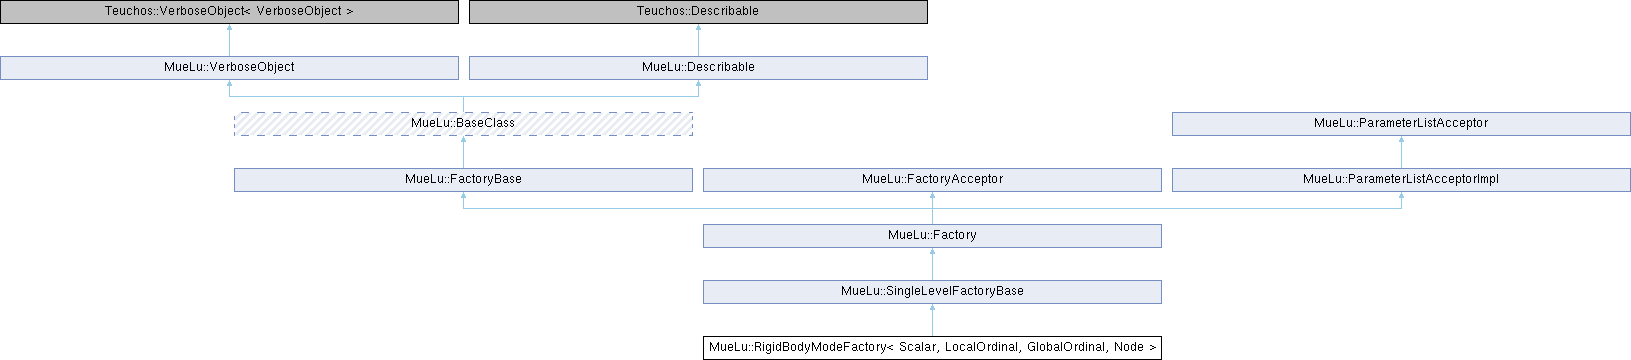 Teuchos::VerboseObject< VerboseObject >
Teuchos::Describable
MueLu::VerboseObject
MueLu::Describable
MueLu::BaseClass
MueLu::ParameterListAcceptor
MueLu::FactoryBase
MueLu::FactoryAcceptor
MueLu::ParameterListAcceptorImpl
MueLu::Factory
MueLu::SingleLevelFactoryBase
MueLu::RigidBodyModeFactory< Scalar, LocalOrdinal, GlobalOrdinal, Node >